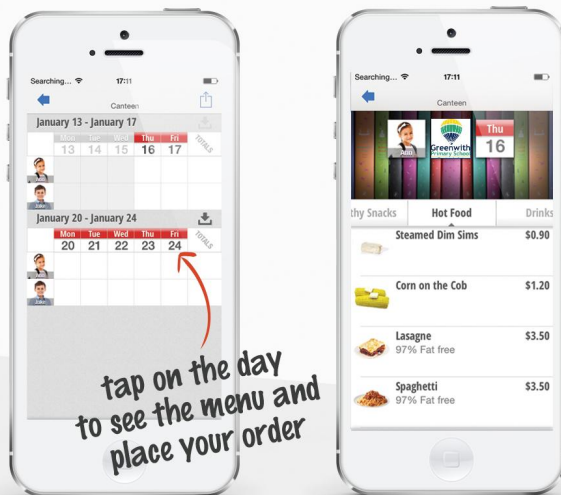 Searching... 17:11
Canteen
January 13 - January 17
Mon Tue Wed Thu Fri TOTALS
13 14 15 16 17
January 20 - January 24
Mon Tue Wed Thu Fri TOTALS
20 21 22 23 24
tap on the day
to see the menu and
place your order
Searching... 17:11
Canteen
Ana
Greenwith
Primary School
Thu
16
thy Snacks Hot Food Drinks
Steamed Dim Sims $0.90
Corn on the Cob $1.20
Lasagne $3.50
97% Fat free
Spaghetti $3.50
97% Fat free